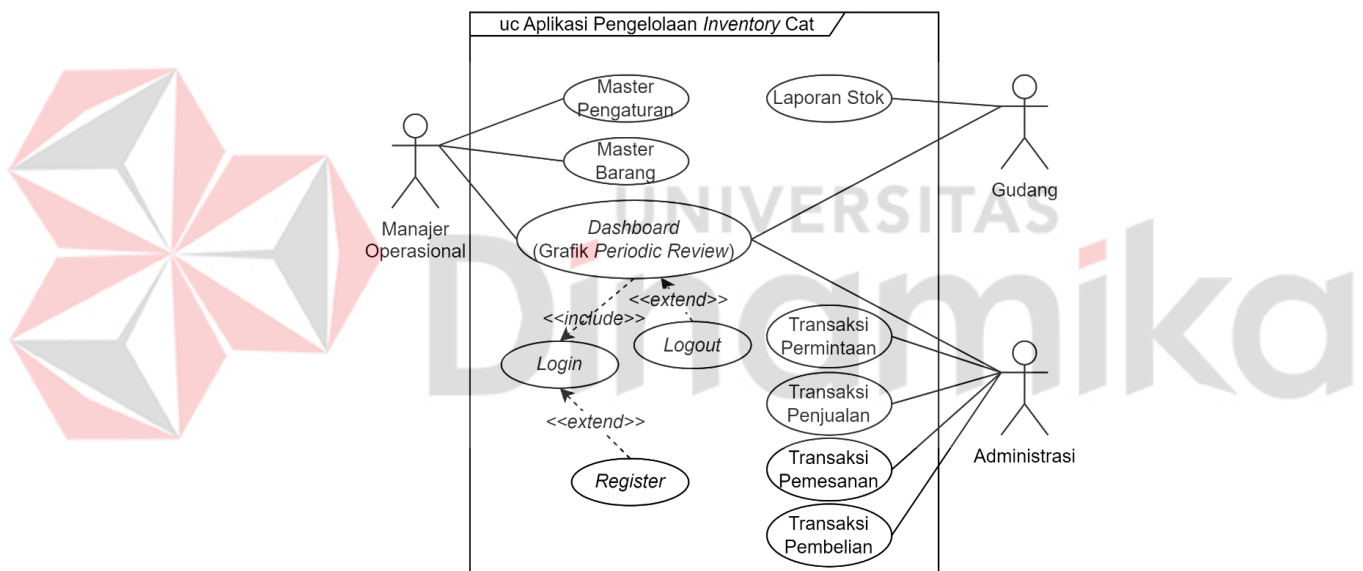 uc Aplikasi Pengelolaan Inventory Cat
Master
Pengaturan
Laporan Stok
Master
Barang
Manajer
Operasional
Gudang
UNIVERSITAS
Dinamika
Dashboard
(Grafik Periodic Review)
<<extend>>
<<include>>
Login
Logout
Transaksi
Permintaan
Transaksi
Penjualan
<<extend>>
Register
Administrasi
Transaksi
Pemesanan
Transaksi
Pembelian